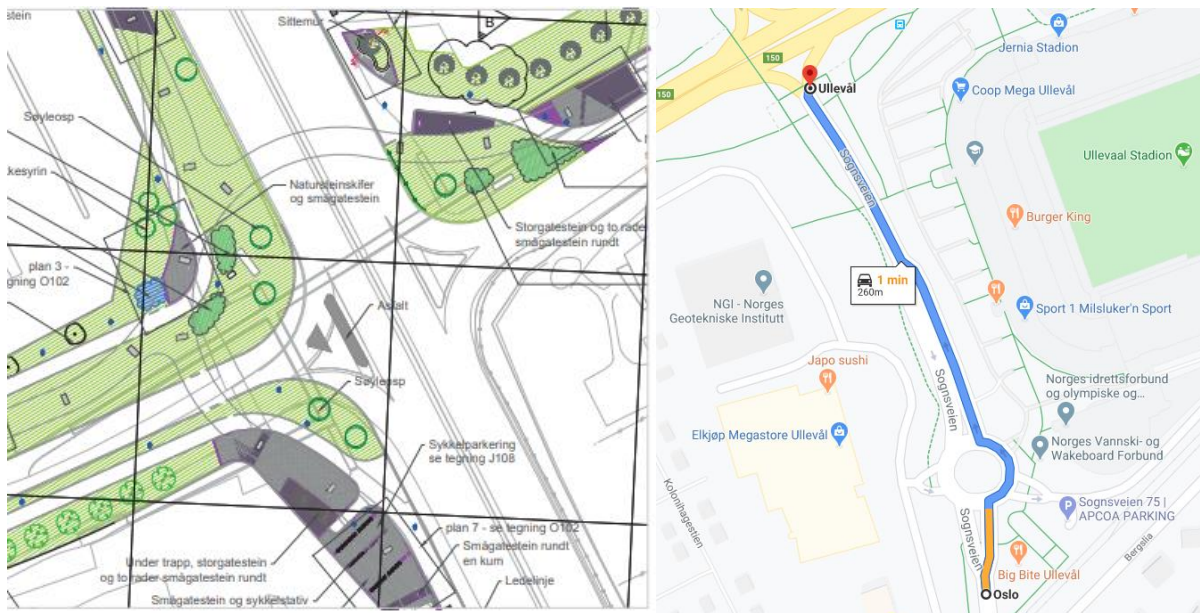 stein
Sittemur
B
Søyleosp
kesyrin
Natursteinskifer
og smågatestein
Storgatestein og to rade
smågatestein rundt
plan 3 -
gning O102
Asfalt
Søyleosp
Sykkelparkering
se tegning J108
plan 7 - se tegning O102
Under trapp, storgatestein
og to rader smågatestein rundt
Smågatestein rundt
en kum
Smågatestein og sykkelstativ
Ledelinje
150
150
Jernia Stadion
Ullevål
Coop Mega Ullevål
Sognsveien
Ullevaal Stadion
Burger King
1 min
260m
NGI - Norges
Geotekniske Institutt
Sport 1 Milsluker'n Sport
Japo sushi
Sognsveien
Norges idrettsforbund
og olympiske og...
Elkjøp Megastore Ullevål
Norges Vannski- og
Wakeboard Forbund
Kolonihagestien
Sognsveien
P
Sognsveien 75 |
APCOA PARKING
Bergslia
Big Bite Ullevål
Oslo